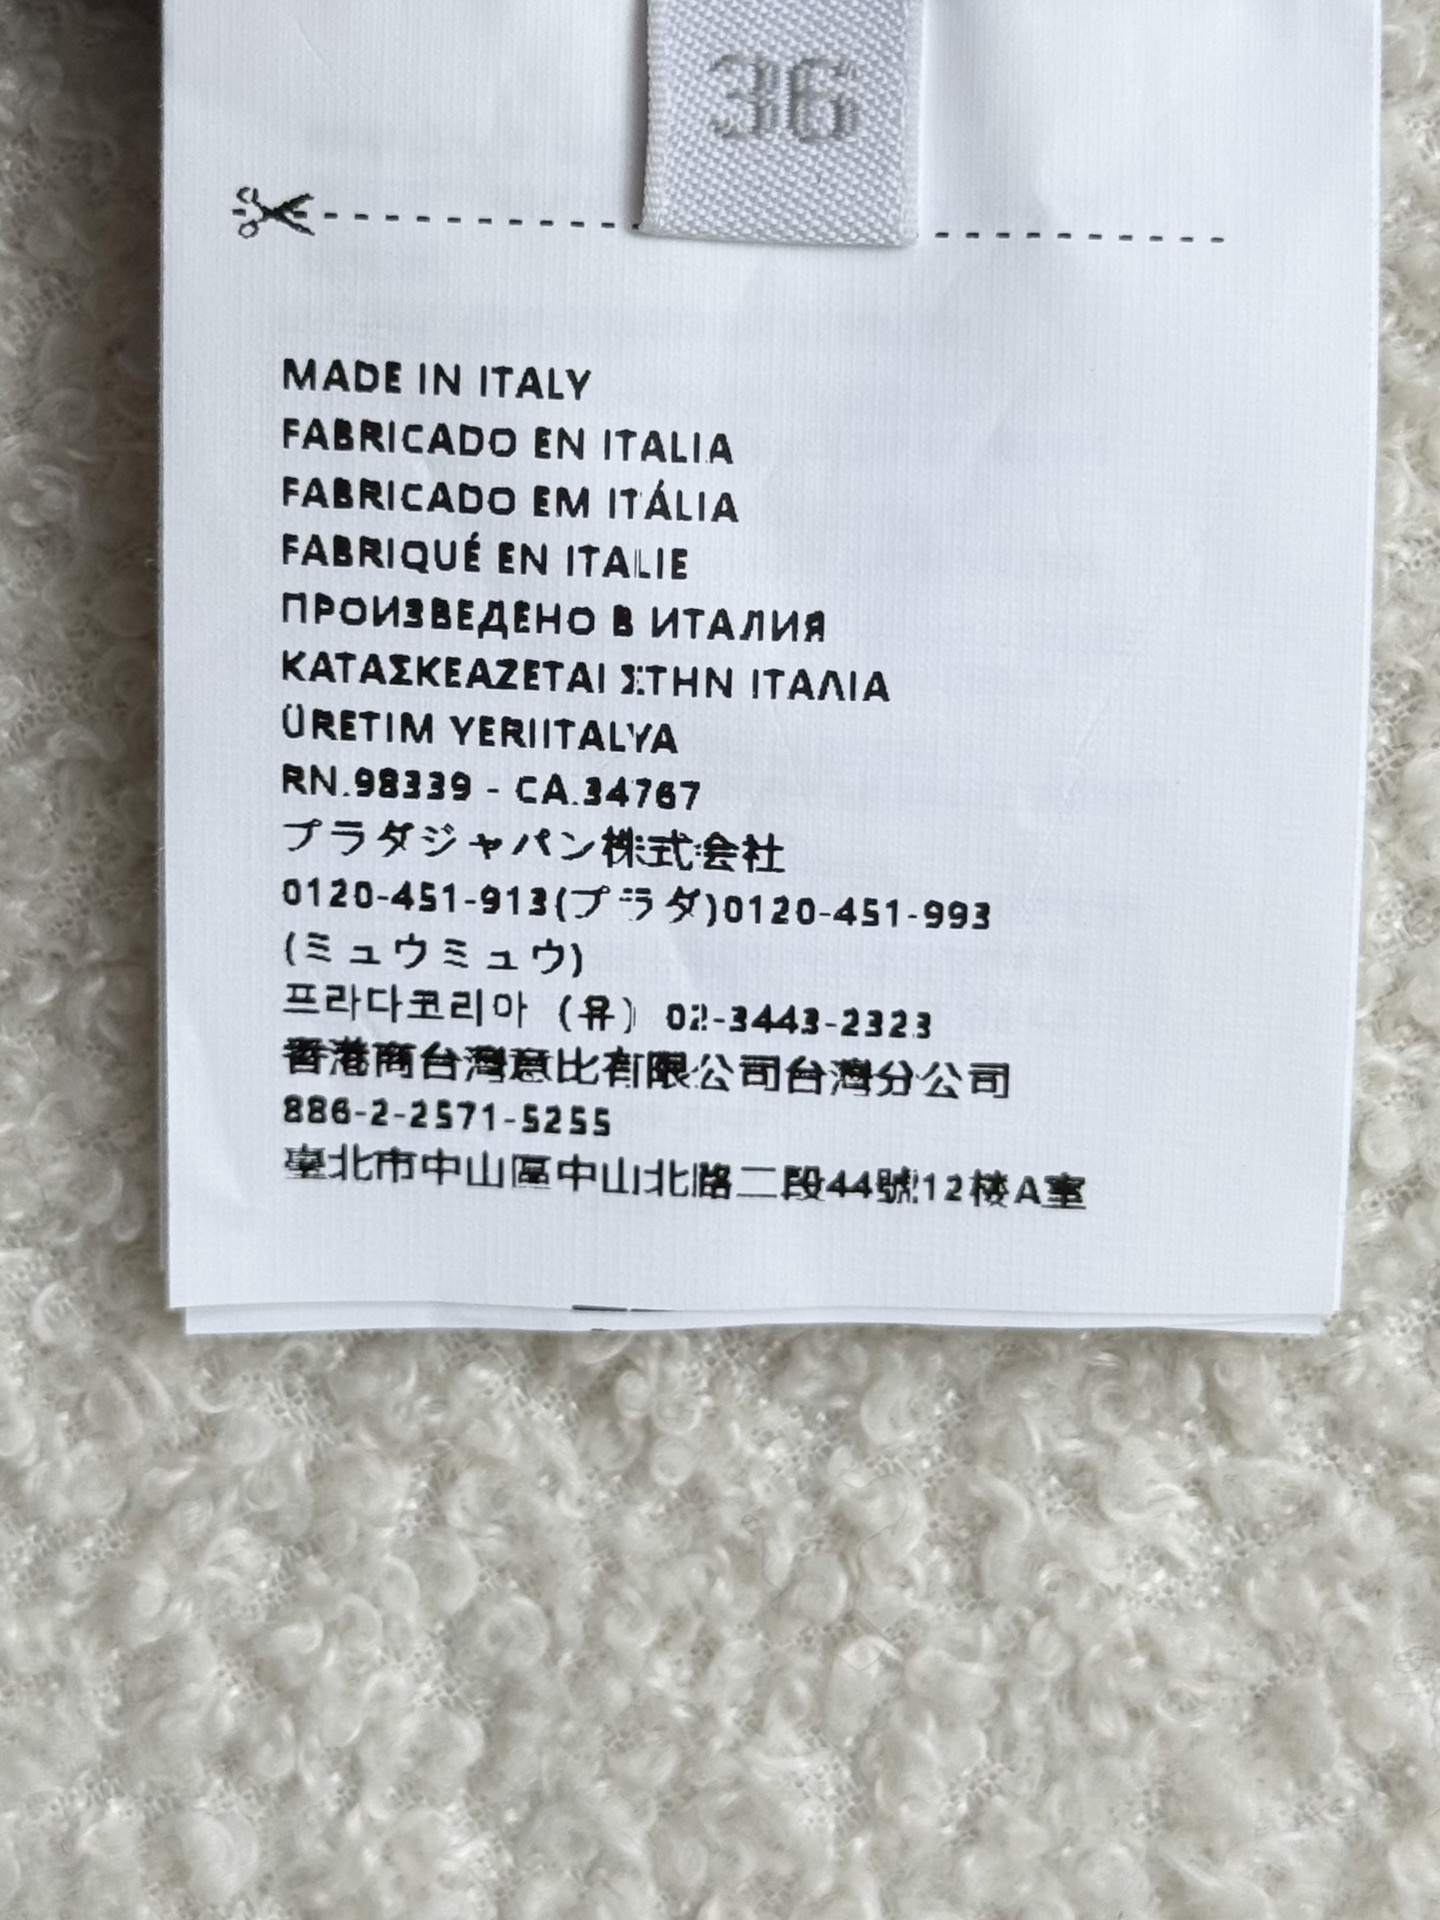 36
MADE IN ITALY
FABRICADO EN ITALIA
FABRICADO EM ITÁLIA
FABRIQUÉ EN ITALIE
ПРОИЗВЕДЕНО В ИТАЛИЯ
ΚΑΤΑΣΚΕΑΖΕΤΑΙ ΣΤΗΝ ΙΤΑΛΙΑ
ÜRETIM YERIITALYA
RN.98339 - CA.34767
プラダジャパン株式会社
0120-451-913(プラダ)0120-451-993
(ミュウミュウ)
프라다코리아 (유) 02-3443-2323
香港商台灣意比有限公司台灣分公司
886-2-2571-5255
臺北市中山區中山北路二段44號12楼A室